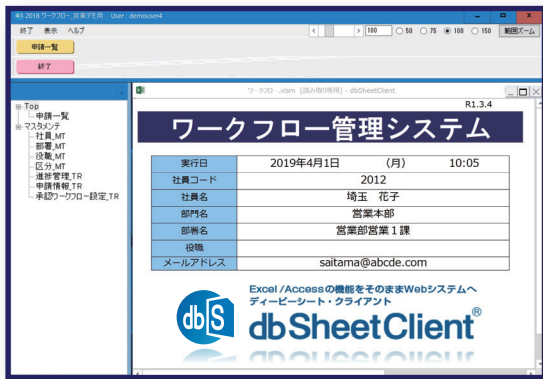 #3 2018 ワークフロー_営業デモ用 User : demouser4
終了 表示 ヘルプ
100 50 75 100 150 範囲ズーム
申請一覧
終了
ワークフロー.xlam [読み取り専用] - dbSheetClient
Top
申請一覧
マスタメンテ
社員_MT
部署_MT
役職_MT
区分_MT
進捗管理_TR
申請情報_TR
承認ワークフロー設定_TR
R1.3.4
ワークフロー管理システム
実行日 2019年4月1日 (月) 10:05
社員コード 2012
社員名 埼玉 花子
部門名 営業本部
部署名 営業部営業1課
役職
メールアドレス saitama@abcde.com
Excel/Accessの機能をそのままWebシステムへ
ディービーシート・クライアント
dbS dbSheetClient®